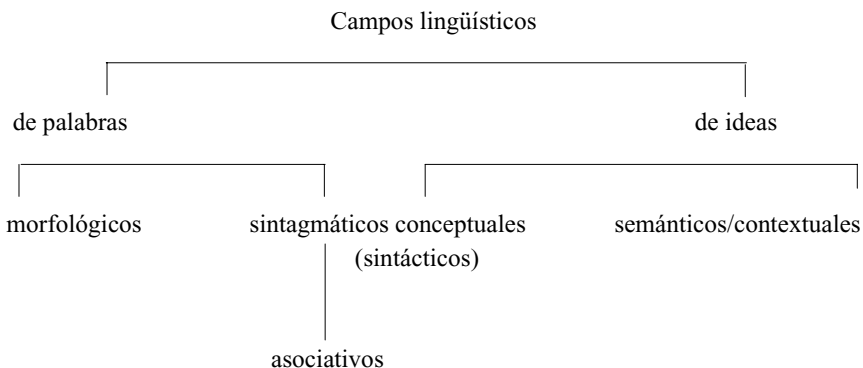 Campos lingüísticos
de palabras de ideas
morfológicos sintagmáticos conceptuales semánticos/contextuales
(sintácticos)
asociativos